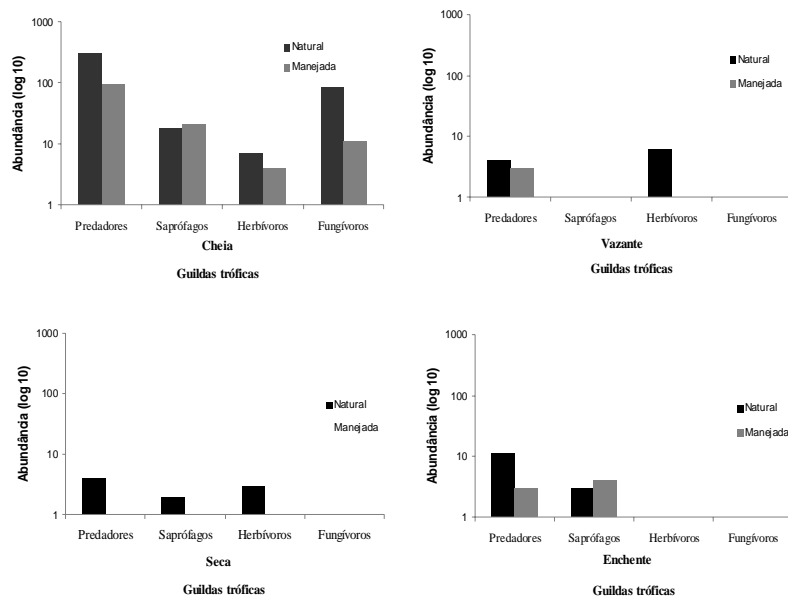 Abundância (log 10)
1000
100
10
1
Natural
Manejada
Predadores Saprófagos Herbívoros Fungívoros
Cheia
Guildas tróficas
Abundância (log 10)
1000
100
10
1
Natural
Manejada
Predadores Saprófagos Herbívoros Fungívoros
Vazante
Guildas tróficas
Abundância (log 10)
1000
100
10
1
Natural
Manejada
Predadores Saprófagos Herbívoros Fungívoros
Seca
Guildas tróficas
Abundância (log 10)
1000
100
10
1
Natural
Manejada
Predadores Saprófagos Herbívoros Fungívoros
Enchente
Guildas tróficas